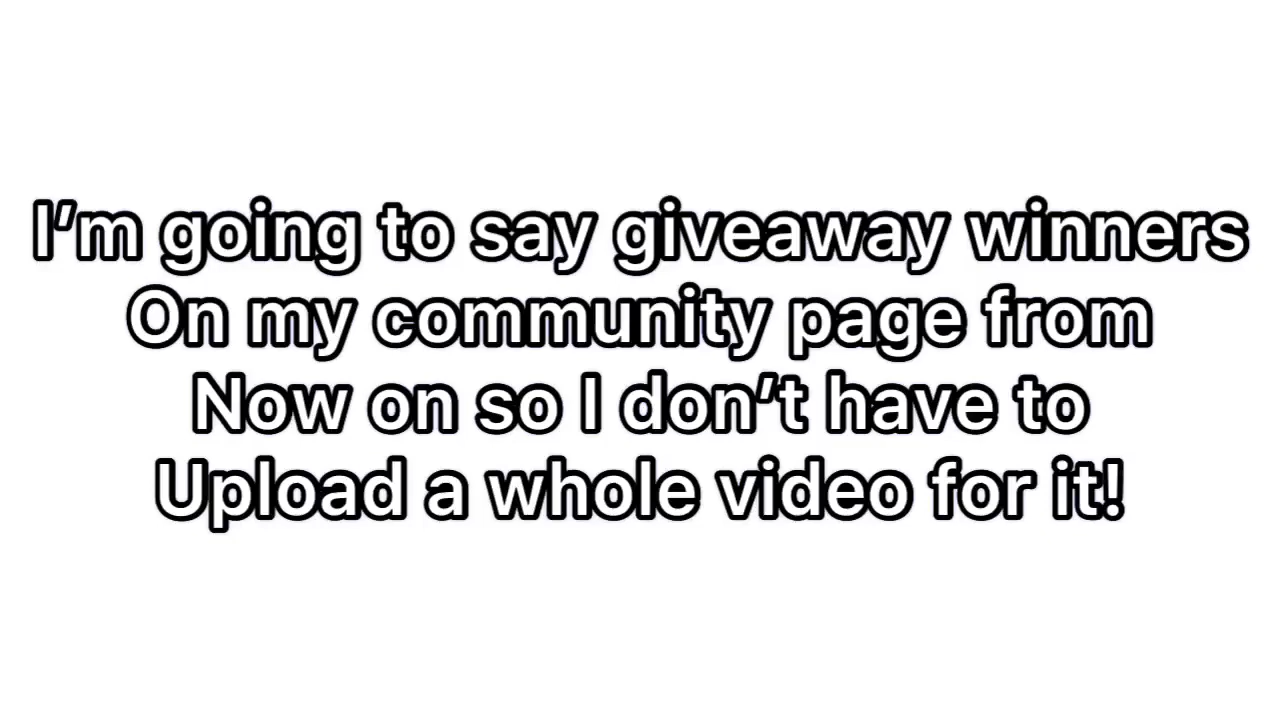 I’m going to say giveaway winners
On my community page from
Now on so I don’t have to
Upload a whole video for it!